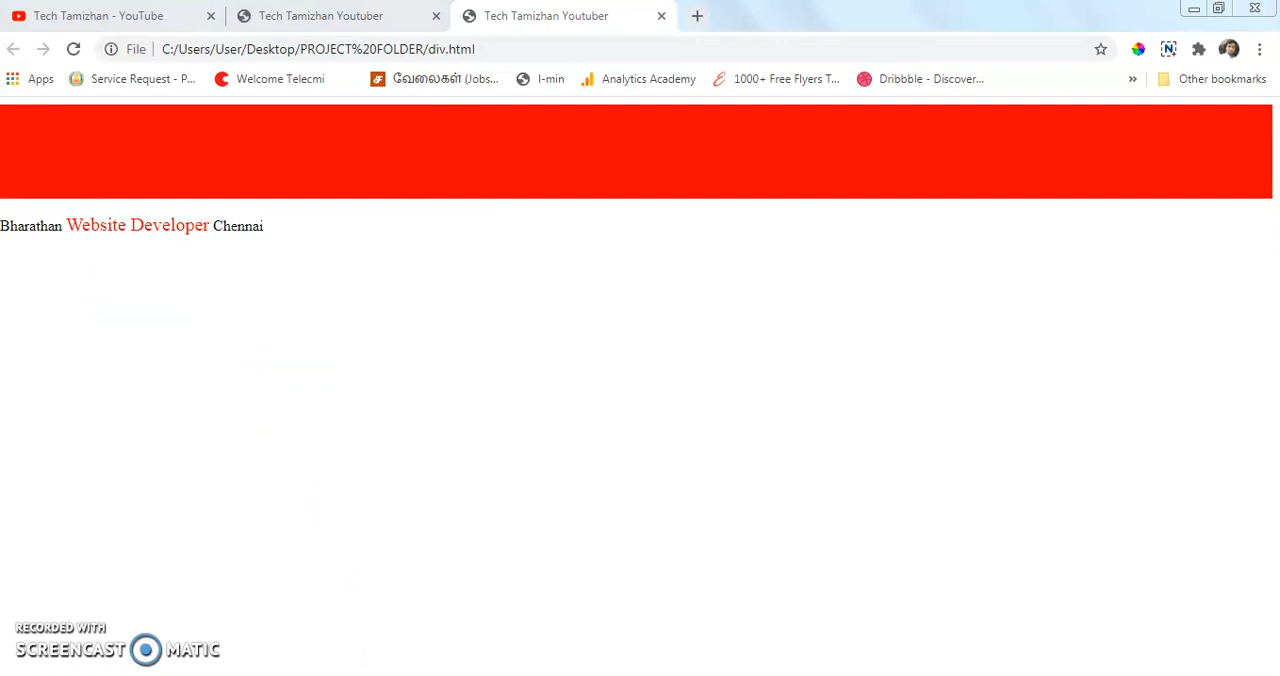 Tech Tamizhan - YouTube Tech Tamizhan Youtuber Tech Tamizhan Youtuber
File C:/Users/User/Desktop/PROJECT%20FOLDER/div.html
Apps Service Request - P... Welcome Telecmi வேலைகள் (Jobs... I-min Analytics Academy 1000+ Free Flyers T... Dribbble - Discover... » Other bookmarks
Bharathan Website Developer Chennai
RECORDED WITH
SCREENCAST MATIC